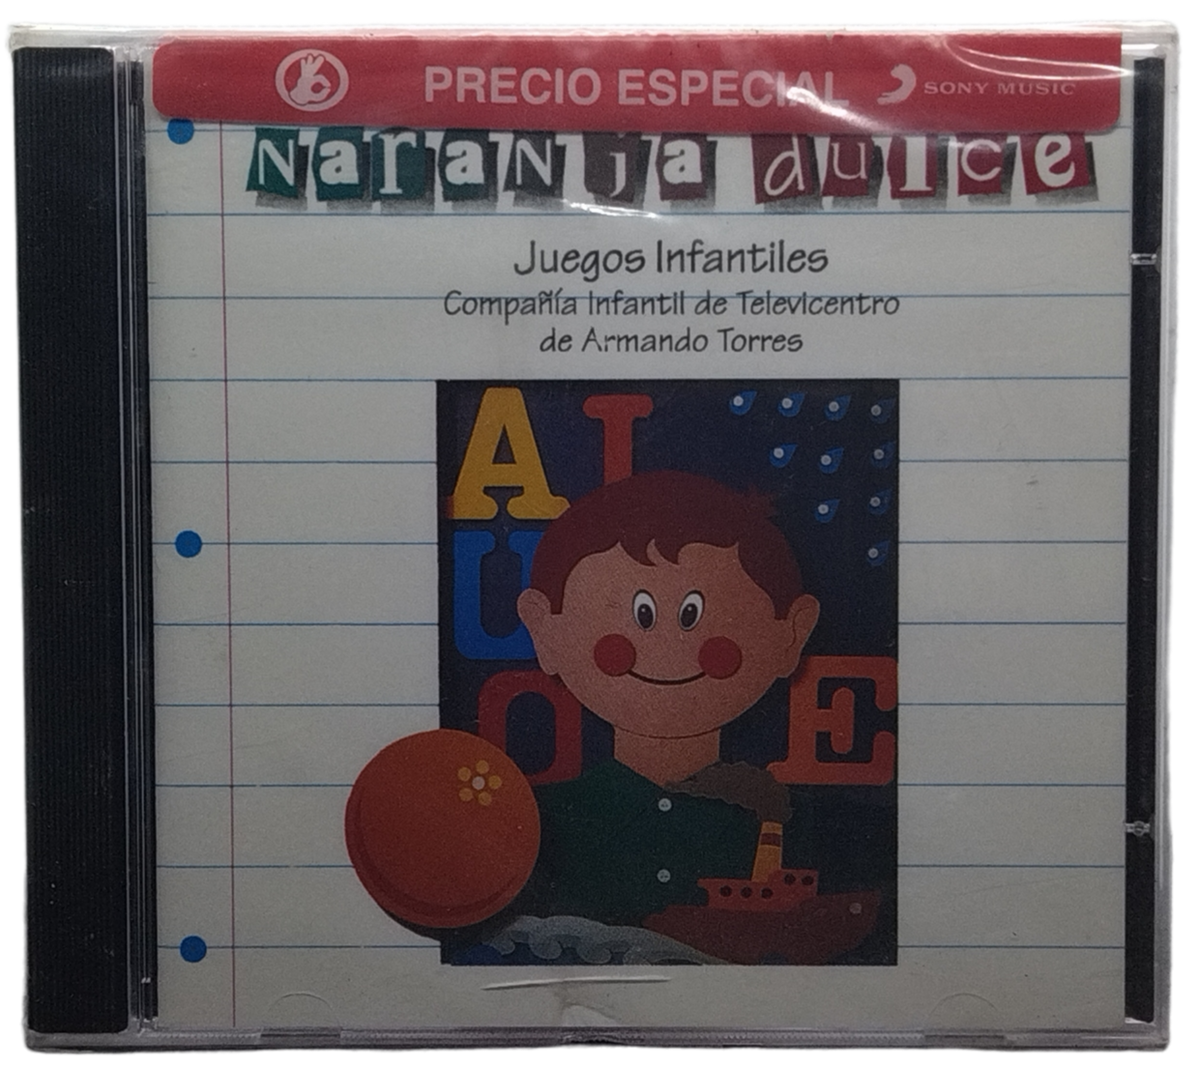 PRECIO ESPECIAL SONY MUSIC
NaraNja dulce
Juegos Infantiles
Compañía Infantil de Televicentro
de Armando Torres
A I
U
O E